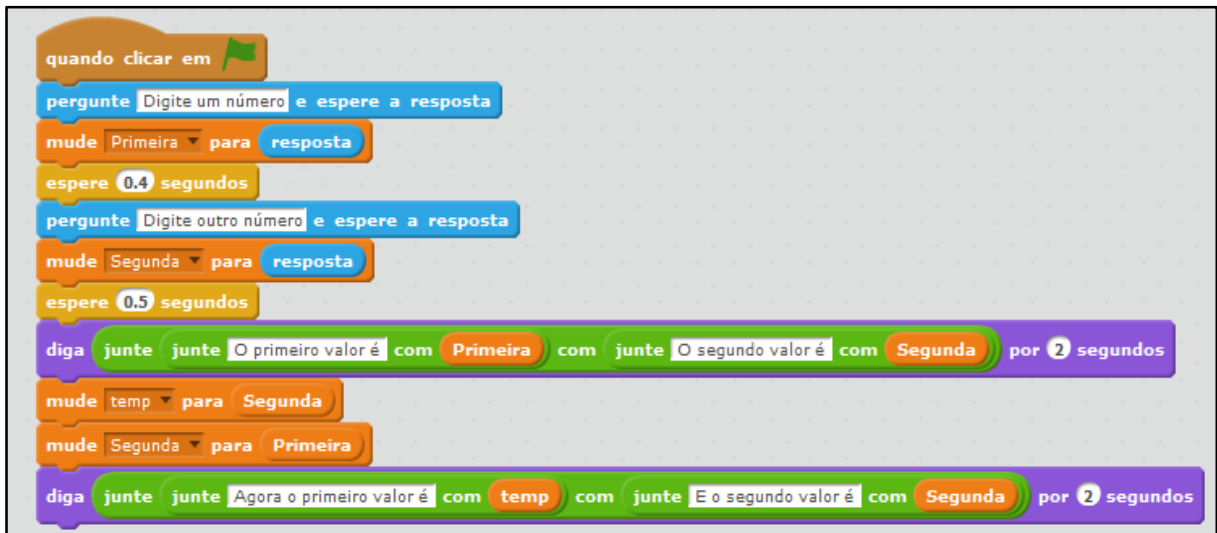 quando clicar em
pergunte Digite um número e espere a resposta
mude Primeira para resposta
espere 0.4 segundos
pergunte Digite outro número e espere a resposta
mude Segunda para resposta
espere 0.5 segundos
diga junte junte O primeiro valor é com Primeira com junte O segundo valor é com Segunda por 2 segundos
mude temp para Segunda
mude Segunda para Primeira
diga junte junte Agora o primeiro valor é com temp com junte E o segundo valor é com Segunda por 2 segundos